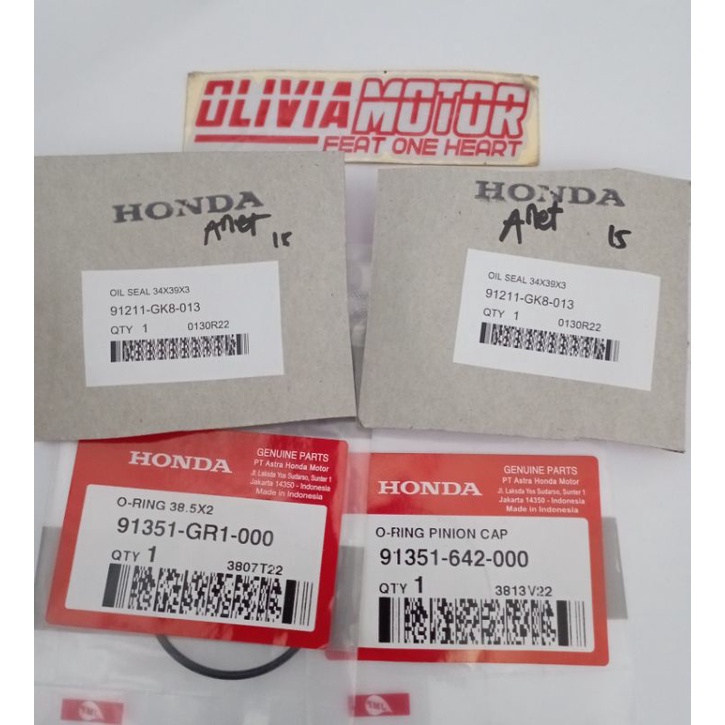 OLIVIA MOTOR
FEAT ONE HEART
HONDA
Anet
15
OIL SEAL 34X39X3
91211-GK8-013
QTY 1 0130R22
HONDA
Anet
15
OIL SEAL 34X39X3
91211-GK8-013
QTY 1 0130R22
HONDA
GENUINE PARTS
PT Astra Honda Motor
Jl. Laksda Yos Sudarso, Sunter 1
Jakarta 14350 - Indonesia
Made in Indonesia
O-RING 38.5X2
91351-GR1-000
QTY 1 3807T22
HONDA
GENUINE PARTS
PT Astra Honda Motor
Jl. Laksda Yos Sudarso, Sunter 1
Jakarta 14350 - Indonesia
Made in Indonesia
O-RING PINION CAP
91351-642-000
QTY 1 3813V22